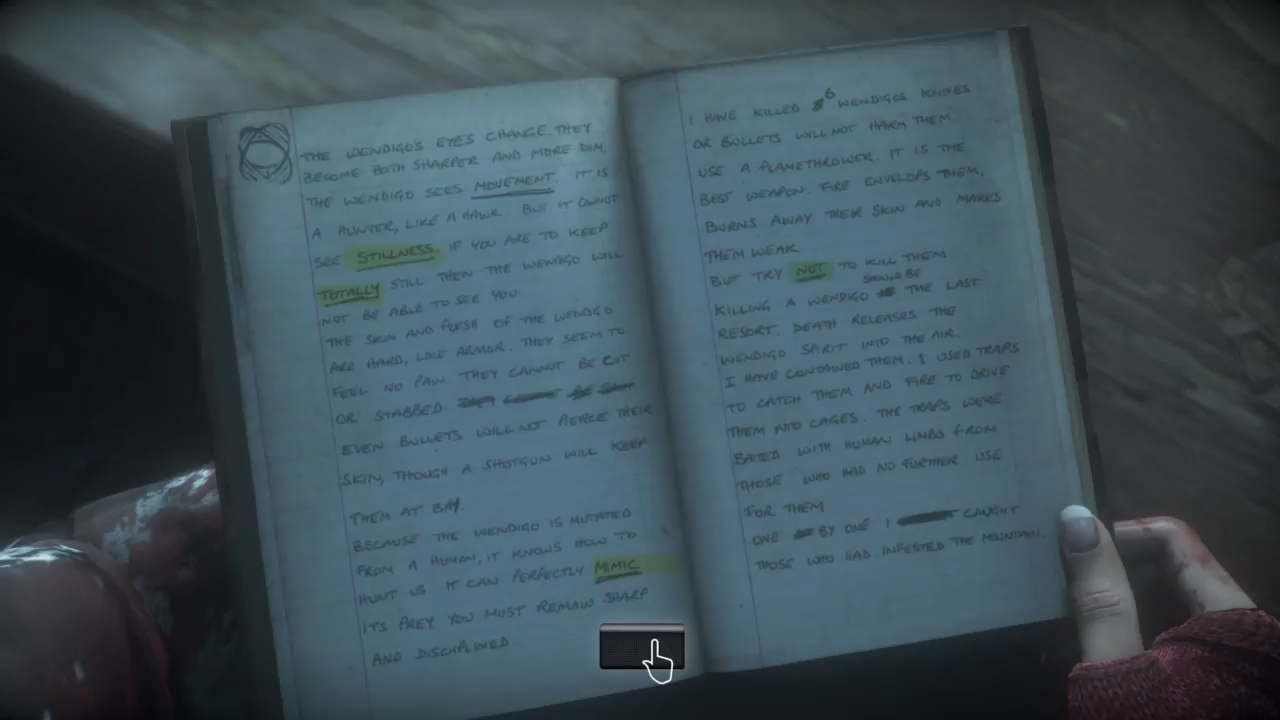 THE WENDIGO'S EYES CHANGE. THEY
BECOME BOTH SHARPER AND MORE DIM.
THE WENDIGO SEES MOVEMENT. IT IS
A HUNTER, LIKE A HAWK BUT IT CANNOT
SEE STILLNESS. IF YOU ARE TO KEEP
TOTALLY STILL THEN THE WENDIGO WILL
NOT BE ABLE TO SEE YOU
THE SKIN AND FLESH OF THE WENDIGO
ARE HARD, LIKE ARMOR. THEY SEEM TO
FEEL NO PAIN THEY CANNOT BE CUT
OR STABBED
EVEN BULLETS WILL NOT PIERCE THEIR
SKIN, THOUGH A SHOTGUN WILL KEEP
THEM AT BAY.
BECAUSE THE WENDIGO IS MUTATED
FROM A HUMAN, IT KNOWS HOW TO
HUNT US IT CAN PERFECTLY MIMIC
ITS PREY. YOU MUST REMAIN SHARP
AND DISCIPLINED
I HAVE KILLED 6 WENDIGOS KNIVES
OR BULLETS WILL NOT HARM THEM.
USE A FLAMETHROWER. IT IS THE
BEST WEAPON. FIRE ENVELOPS THEM,
BURNS AWAY THEIR SKIN AND MAKES
THEM WEAK
BUT TRY NOT TO KILL THEM
KILLING A WENDIGO SHOULD BE THE LAST
RESORT. DEATH RELEASES THE
WENDIGO SPIRIT INTO THE AIR.
I HAVE CONTAINED THEM. I USED TRAPS
TO CATCH THEM AND FIRE TO DRIVE
THEM INTO CAGES. THE TRAPS WERE
BATED WITH HUMAN LIMBS FROM
THOSE WHO HAD NO FURTHER USE
FOR THEM
ONE BY ONE I CAUGHT
THOSE WHO HAD INFESTED THE MOUNTAIN.